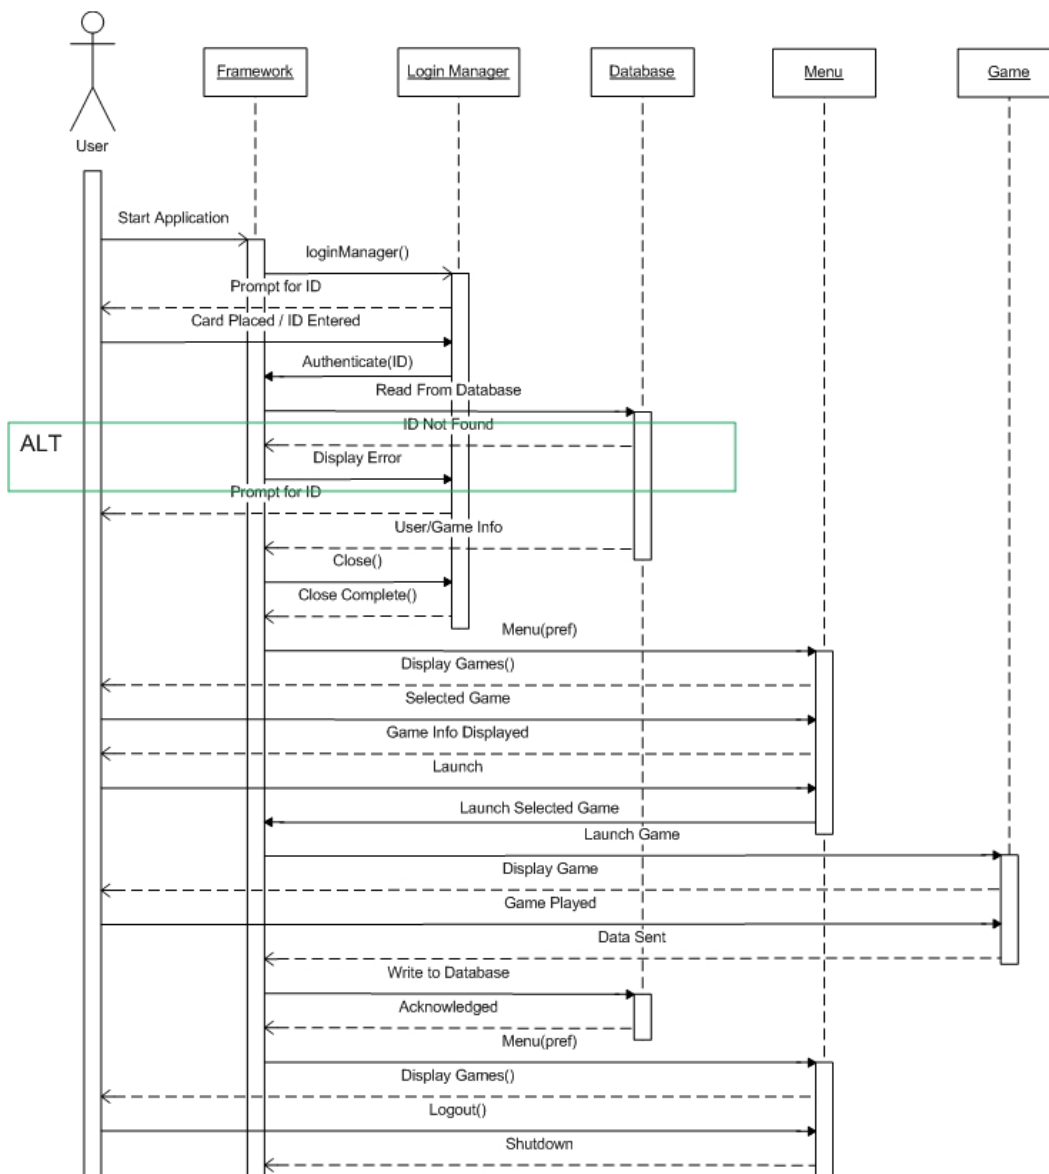 Framework
Login Manager
Database
Menu
Game
User
Start Application
loginManager()
Prompt for ID
Card Placed / ID Entered
Authenticate(ID)
Read From Database
ALT
ID Not Found
Display Error
Prompt for ID
User/Game Info
Close()
Close Complete()
Menu(pref)
Display Games()
Selected Game
Game Info Displayed
Launch
Launch Selected Game
Launch Game
Display Game
Game Played
Data Sent
Write to Database
Acknowledged
Menu(pref)
Display Games()
Logout()
Shutdown